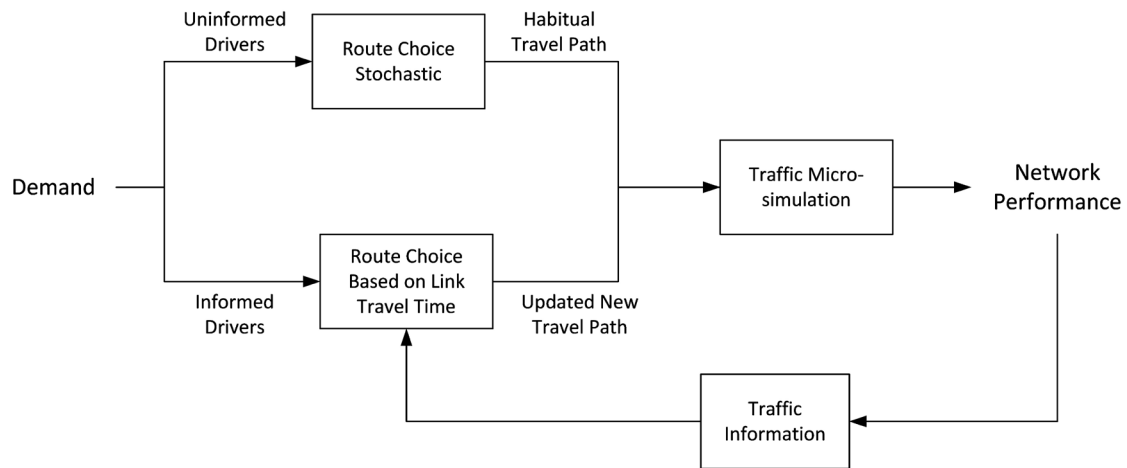 Uninformed
Drivers
Route Choice
Stochastic
Habitual
Travel Path
Demand
Traffic Micro-
simulation
Network
Performance
Informed
Drivers
Route Choice
Based on Link
Travel Time
Updated New
Travel Path
Traffic
Information